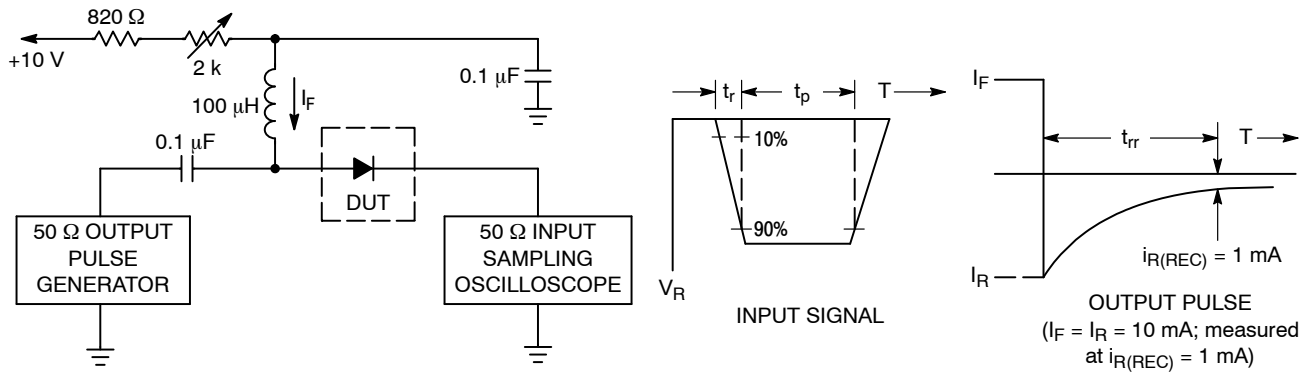 820 Ω
+10 V
2 k
100 μH
I_F
0.1 μF
0.1 μF
DUT
50 Ω OUTPUT
PULSE
GENERATOR
50 Ω INPUT
SAMPLING
OSCILLOSCOPE
t_r
t_p
T
10%
90%
V_R
INPUT SIGNAL
I_F
t_rr
T
I_R
i_R(REC) = 1 mA
OUTPUT PULSE
(I_F = I_R = 10 mA; measured
at i_R(REC) = 1 mA)